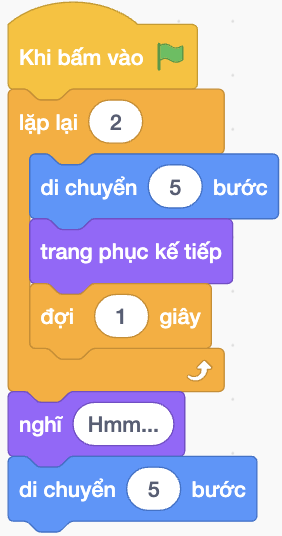 Khi bấm vào
lặp lại 2
di chuyển 5 bước
trang phục kế tiếp
đợi 1 giây
nghĩ Hmm...
di chuyển 5 bước